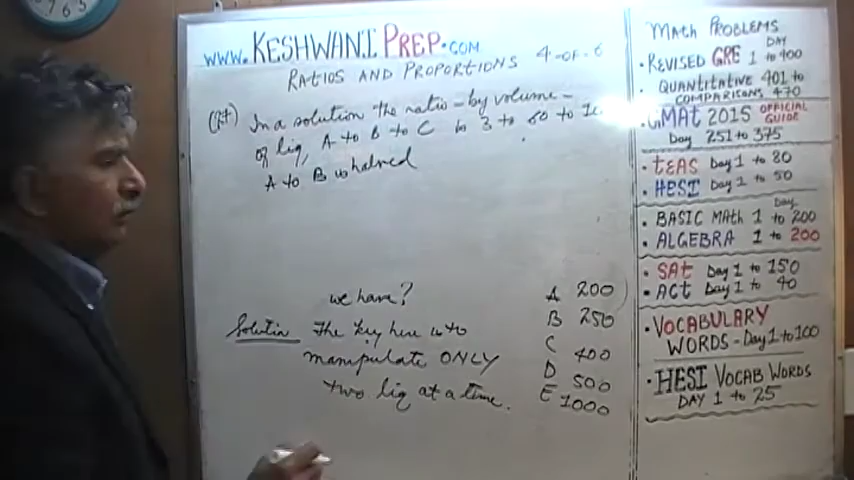 www.KESHWANIPREP.COM
RATIOS AND PROPORTIONS 4-OF-6
(Q4) In a solution the ratio - by volume -
of liq, A to B to C is 3 to 60 to
A to B is halved
we have?
Solution The key here is to
manipulate ONLY
two liq at a time.
A 200
B 250
C 400
D 500
E 1000
MATH PROBLEMS
DAY
• REVISED GRE 1 to 400
• QUANTITATIVE 401 to
COMPARISONS 470
GMAT 2015 OFFICIAL GUIDE
Day 251 to 375
• TEAS Day 1 to 80
• HESI Day 1 to 50
Day
• BASIC MATH 1 to 200
• ALGEBRA 1 to 200
• SAT Day 1 to 150
• ACT Day 1 to 40
• VOCABULARY
WORDS - Day 1 to 100
• HESI VOCAB WORDS
DAY 1 to 25